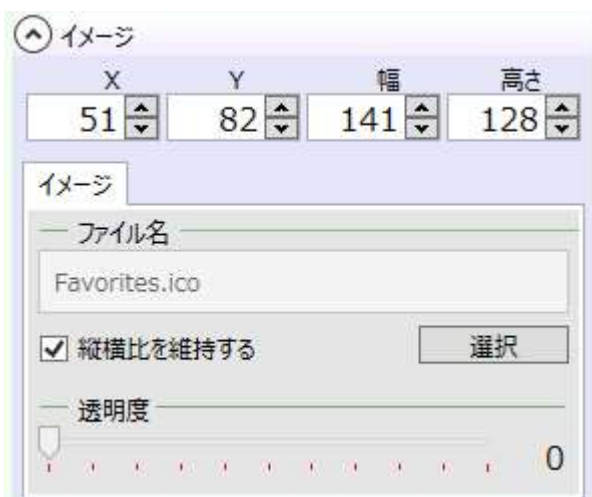 イメージ
X Y 幅 高さ
51 82 141 128
イメージ
ファイル名
Favorites.ico
縦横比を維持する 選択
透明度
0